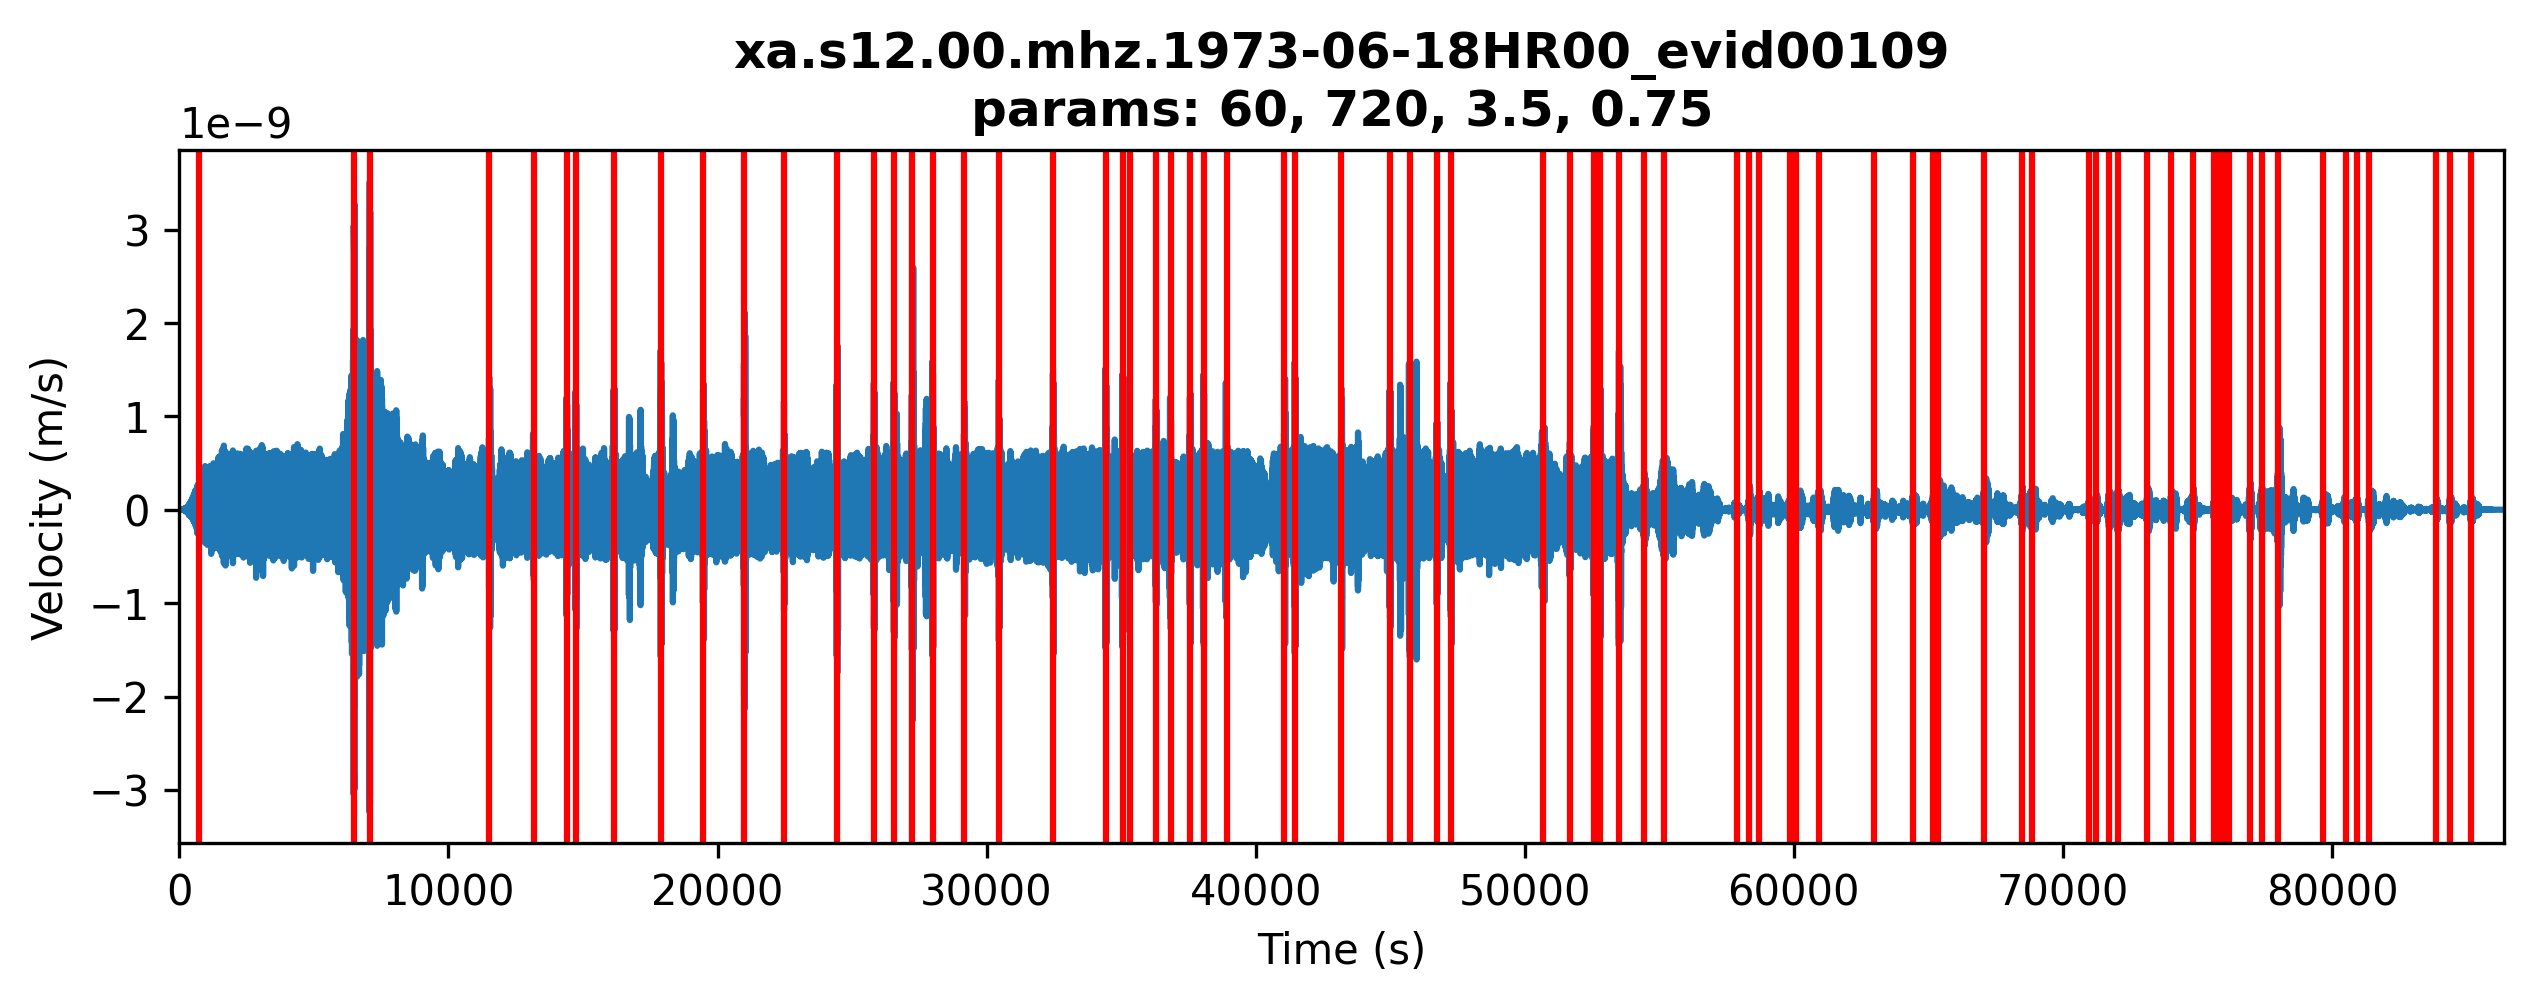 xa.s12.00.mhz.1973-06-18HR00_evid00109
params: 60, 720, 3.5, 0.75
1e−9
3
2
1
0
−1
−2
−3
Velocity (m/s)
0 10000 20000 30000 40000 50000 60000 70000 80000
Time (s)